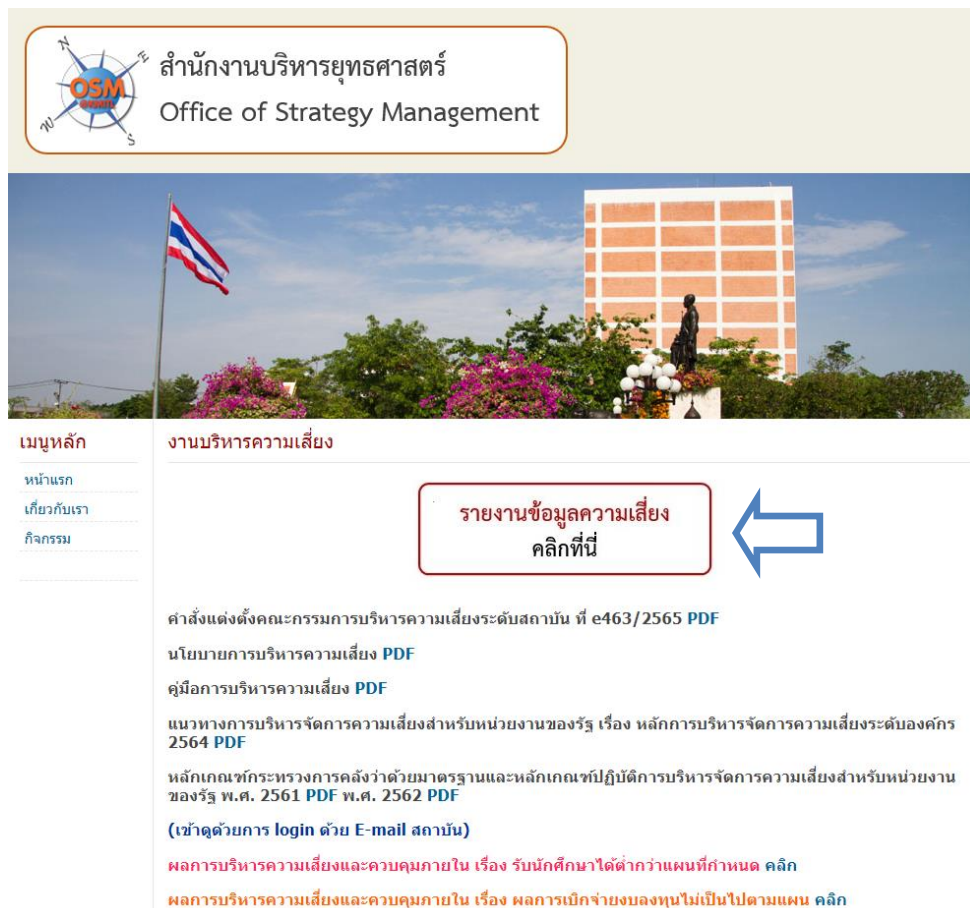 N
E
W
S
OSM
สำนักงานบริหารยุทธศาสตร์
Office of Strategy Management
เมนูหลัก
หน้าแรก
เกี่ยวกับเรา
กิจกรรม
งานบริหารความเสี่ยง
รายงานข้อมูลความเสี่ยง
คลิกที่นี่
คำสั่งแต่งตั้งคณะกรรมการบริหารความเสี่ยงระดับสถาบัน ที่ e463/2565 PDF
นโยบายการบริหารความเสี่ยง PDF
คู่มือการบริหารความเสี่ยง PDF
แนวทางการบริหารจัดการความเสี่ยงสำหรับหน่วยงานของรัฐ เรื่อง หลักการบริหารจัดการความเสี่ยงระดับองค์กร
2564 PDF
หลักเกณฑ์กระทรวงการคลังว่าด้วยมาตรฐานและหลักเกณฑ์ปฏิบัติการบริหารจัดการความเสี่ยงสำหรับหน่วยงาน
ของรัฐ พ.ศ. 2561 PDF พ.ศ. 2562 PDF
(เข้าดูด้วยการ login ด้วย E-mail สถาบัน)
ผลการบริหารความเสี่ยงและควบคุมภายใน เรื่อง รับนักศึกษาได้ต่ำกว่าแผนที่กำหนด คลิก
ผลการบริหารความเสี่ยงและควบคุมภายใน เรื่อง ผลการเบิกจ่ายงบลงทุนไม่เป็นไปตามแผน คลิก